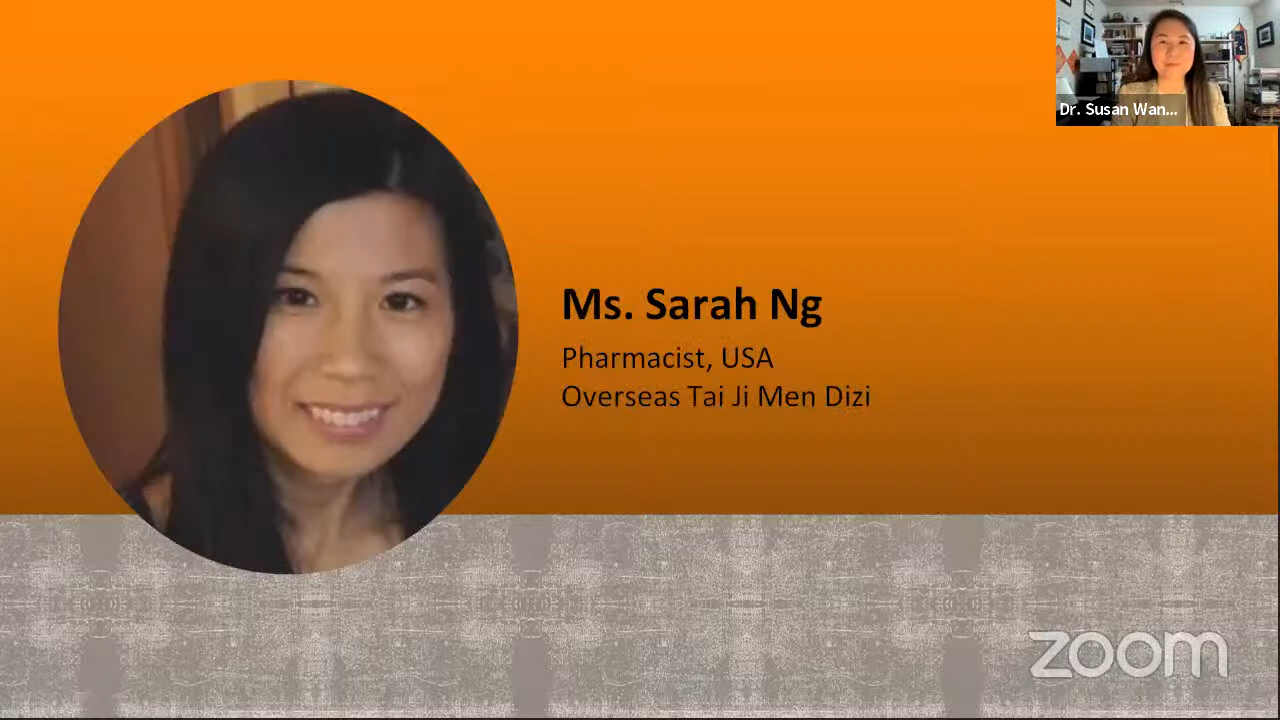 Dr. Susan Wan...
Ms. Sarah Ng
Pharmacist, USA
Overseas Tai Ji Men Dizi
zoom